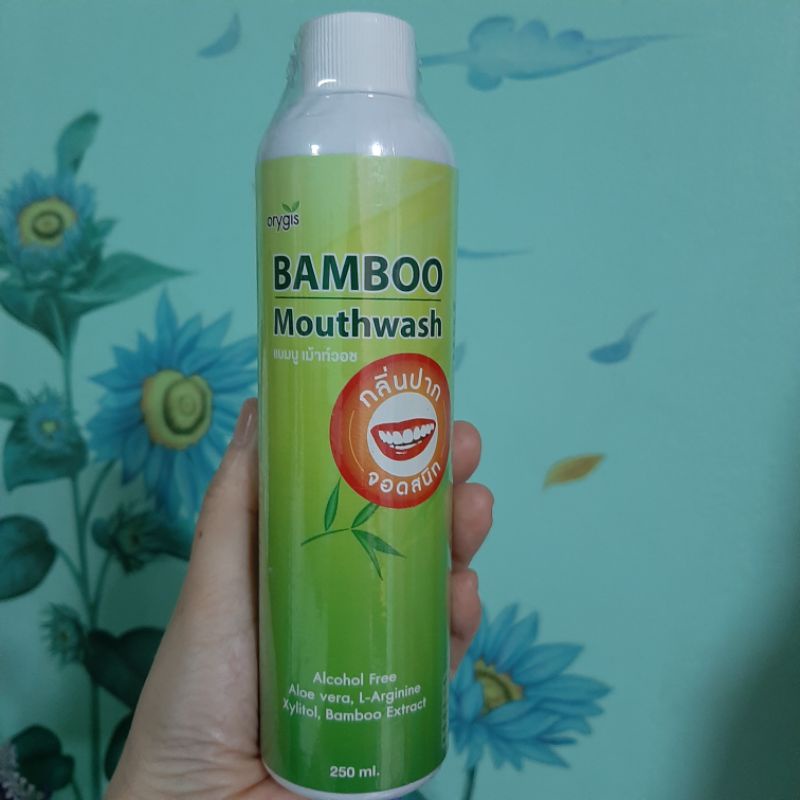 orygis
BAMBOO
Mouthwash
แบมบู เม้าท์วอช
กลิ่นปาก
จอดสนิท
Alcohol Free
Aloe vera, L-Arginine
Xylitol, Bamboo Extract
250 ml.